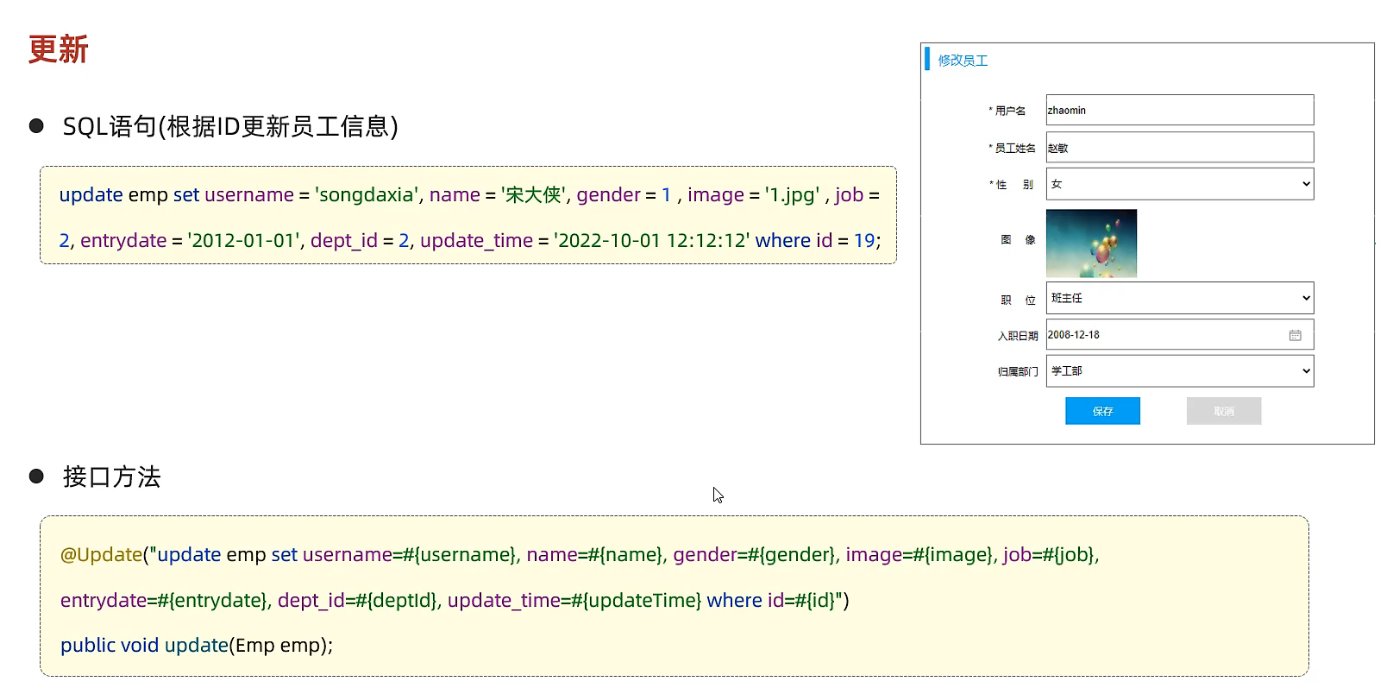 更新
SQL语句(根据ID更新员工信息)
update emp set username = 'songdaxia', name = '宋大侠', gender = 1 , image = '1.jpg' , job =
2, entrydate = '2012-01-01', dept_id = 2, update_time = '2022-10-01 12:12:12' where id = 19;
修改员工
* 用户名 zhaomin
* 员工姓名 赵敏
* 性 别 女
图 像
职 位 班主任
入职日期 2008-12-18
归属部门 学工部
保存 取消
接口方法
@Update("update emp set username=#{username}, name=#{name}, gender=#{gender}, image=#{image}, job=#{job},
entrydate=#{entrydate}, dept_id=#{deptId}, update_time=#{updateTime} where id=#{id}")
public void update(Emp emp);